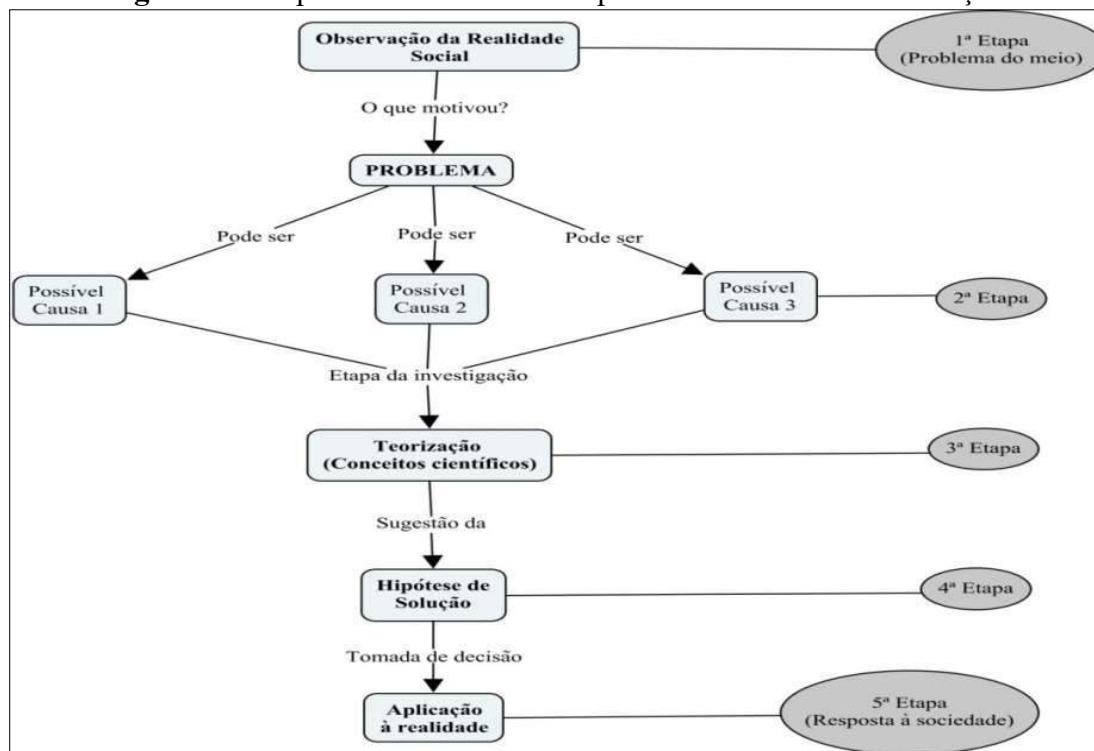 Observação da Realidade
Social
1ª Etapa
(Problema do meio)
O que motivou?
PROBLEMA
Pode ser
Pode ser
Pode ser
Possível
Causa 1
Possível
Causa 2
Possível
Causa 3
2ª Etapa
Etapa da investigação
Teorização
(Conceitos científicos)
3ª Etapa
Sugestão da
Hipótese de
Solução
4ª Etapa
Tomada de decisão
Aplicação
à realidade
5ª Etapa
(Resposta à sociedade)